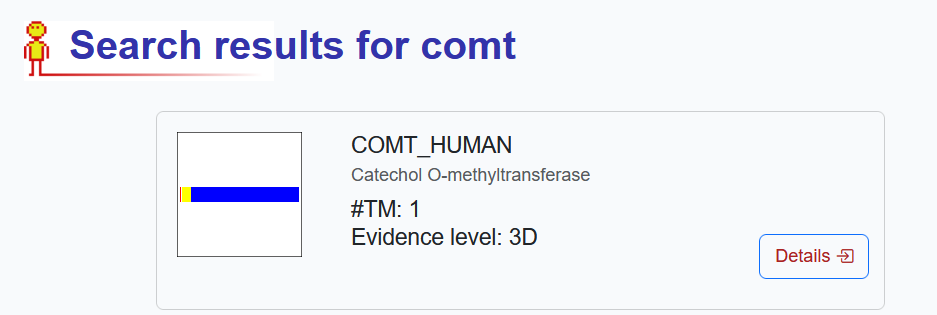 Search results for comt
COMT_HUMAN
Catechol O-methyltransferase
#TM: 1
Evidence level: 3D
Details